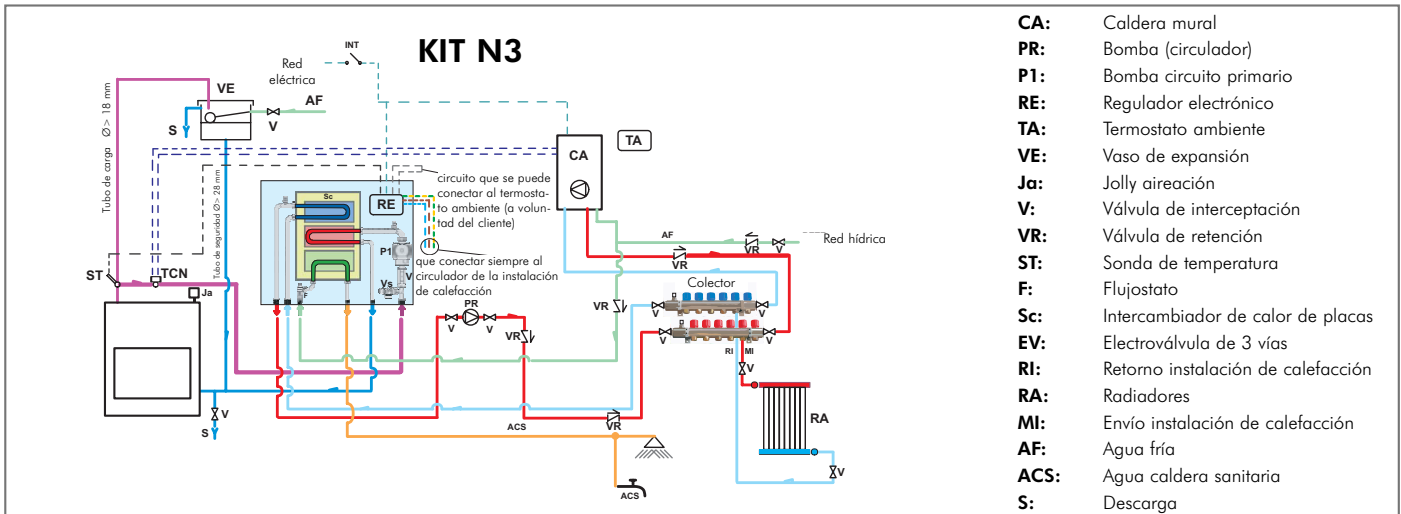 KIT N3
INT
Red
eléctrica
VE
AF
S
V
Tubo de carga Ø> 18 mm
Tubo de seguridad Ø> 28 mm
CA
TA
Sc
RE
circuito que se puede
conectar al termosta-
to ambiente (a volun-
tad del cliente)
P1
que conectar siempre al
circulador de la instalación
de calefacción
V
Vs
F
ST
TCN
Ja
AF
VR
V
Red hídrica
VR
VR
Colector
V
V
V
V
PR
V
V
VR
RI
MI
V
RA
V
V
S
ACS
VR
ACS
CA: Caldera mural
PR: Bomba (circulador)
P1: Bomba circuito primario
RE: Regulador electrónico
TA: Termostato ambiente
VE: Vaso de expansión
Ja: Jolly aireación
V: Válvula de interceptación
VR: Válvula de retención
ST: Sonda de temperatura
F: Flujostato
Sc: Intercambiador de calor de placas
EV: Electroválvula de 3 vías
RI: Retorno instalación de calefacción
RA: Radiadores
MI: Envío instalación de calefacción
AF: Agua fría
ACS: Agua caldera sanitaria
S: Descarga